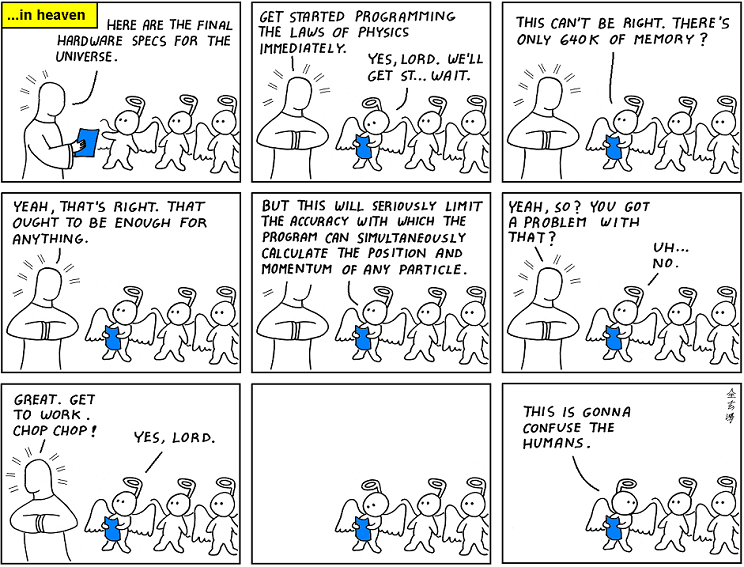 ...in heaven
HERE ARE THE FINAL
HARDWARE SPECS FOR THE
UNIVERSE.
GET STARTED PROGRAMMING
THE LAWS OF PHYSICS
IMMEDIATELY.
YES, LORD. WE'LL
GET ST... WAIT.
THIS CAN'T BE RIGHT. THERE'S
ONLY 640K OF MEMORY?
YEAH, THAT'S RIGHT. THAT
OUGHT TO BE ENOUGH FOR
ANYTHING.
BUT THIS WILL SERIOUSLY LIMIT
THE ACCURACY WITH WHICH THE
PROGRAM CAN SIMULTANEOUSLY
CALCULATE THE POSITION AND
MOMENTUM OF ANY PARTICLE.
YEAH, SO? YOU GOT
A PROBLEM WITH
THAT?
UH...
NO.
GREAT. GET
TO WORK.
CHOP CHOP!
YES, LORD.
THIS IS GONNA
CONFUSE THE
HUMANS.